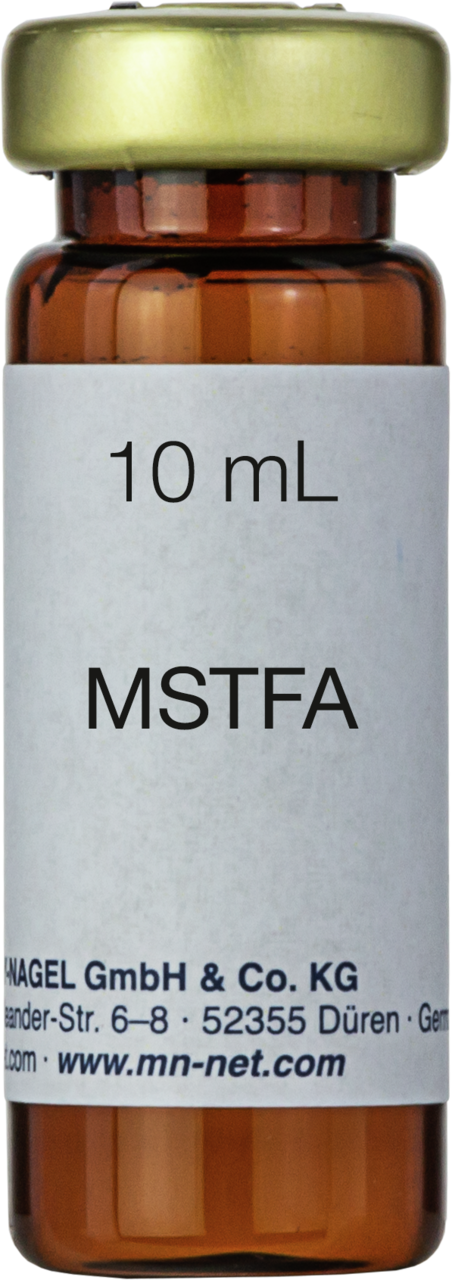 10 mL
MSTFA
-NAGEL GmbH & Co. KG
eander-Str. 6–8 · 52355 Düren · Germ
.com · www.mn-net.com